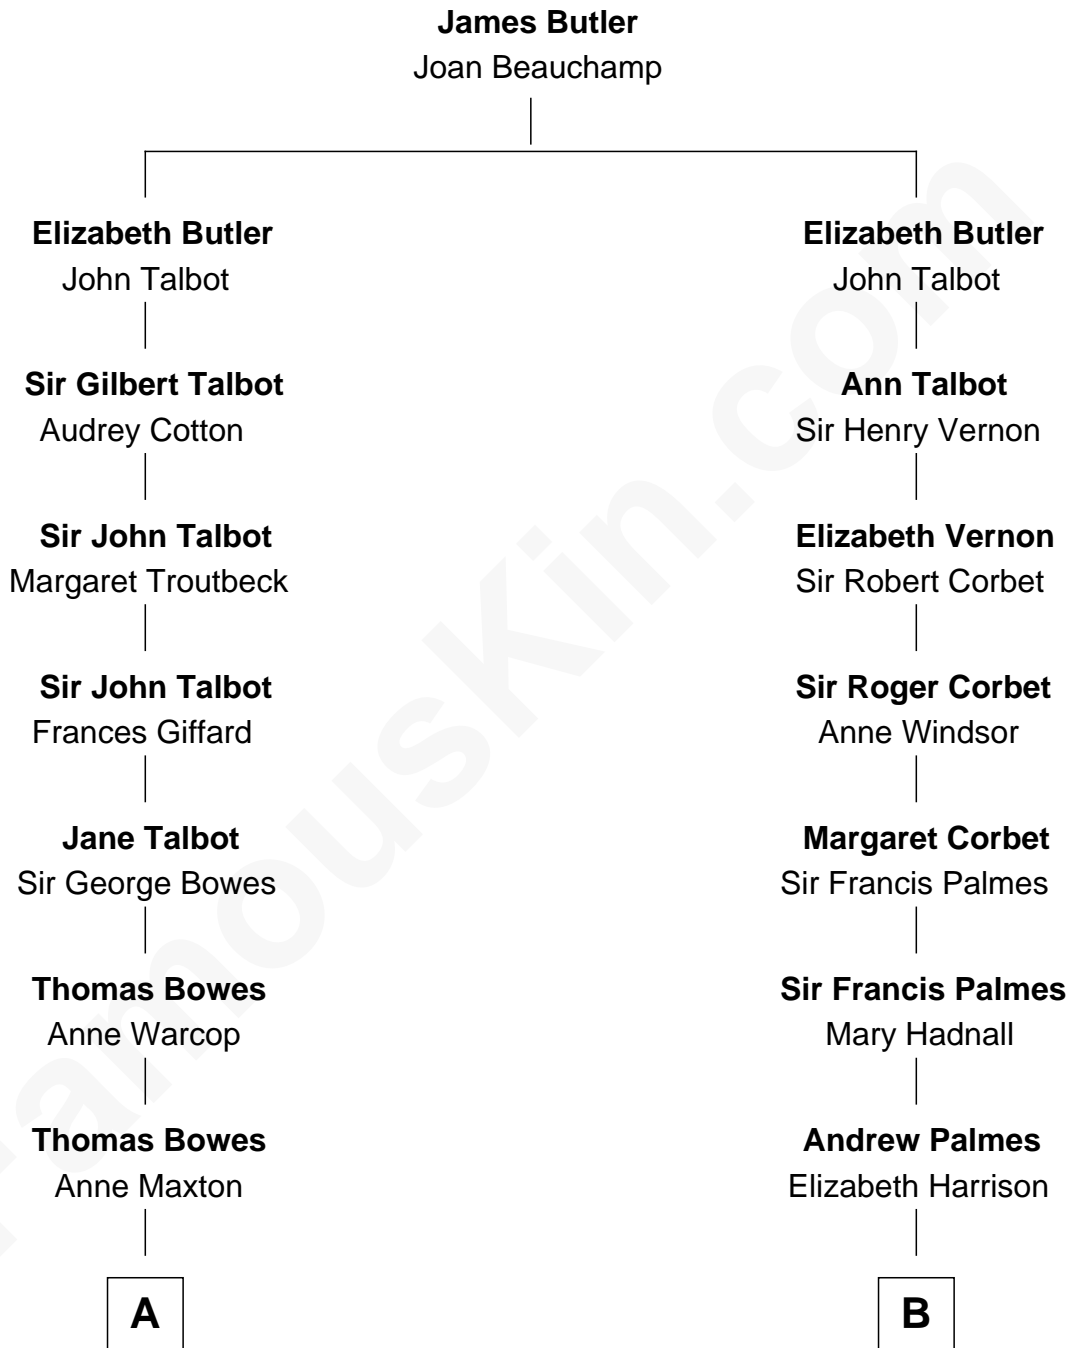 James Butler
Joan Beauchamp
Elizabeth Butler
John Talbot
Elizabeth Butler
John Talbot
Sir Gilbert Talbot
Audrey Cotton
Ann Talbot
Sir Henry Vernon
Sir John Talbot
Margaret Troutbeck
Elizabeth Vernon
Sir Robert Corbet
Sir John Talbot
Frances Giffard
Sir Roger Corbet
Anne Windsor
Jane Talbot
Sir George Bowes
Margaret Corbet
Sir Francis Palmes
Thomas Bowes
Anne Warcop
Sir Francis Palmes
Mary Hadnall
Thomas Bowes
Anne Maxton
Andrew Palmes
Elizabeth Harrison
A
B
FamousKin.com